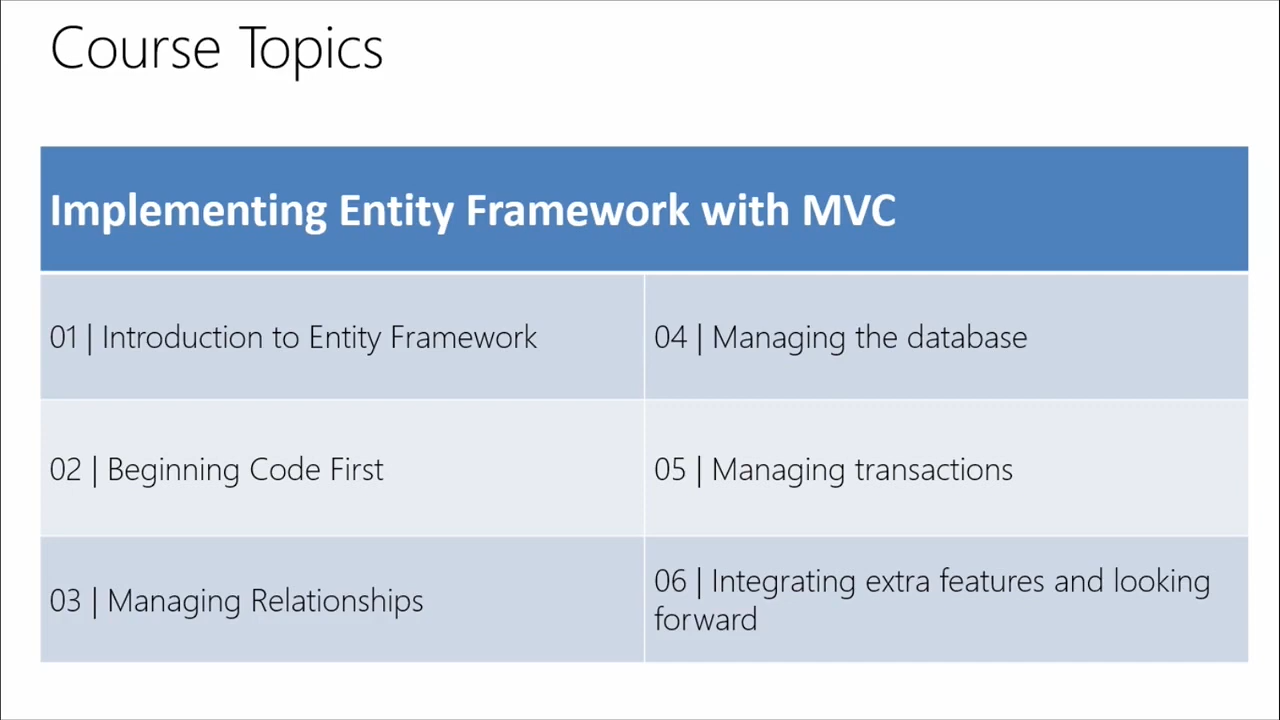 Course Topics
Implementing Entity Framework with MVC
01 | Introduction to Entity Framework
04 | Managing the database
02 | Beginning Code First
05 | Managing transactions
03 | Managing Relationships
06 | Integrating extra features and looking
forward